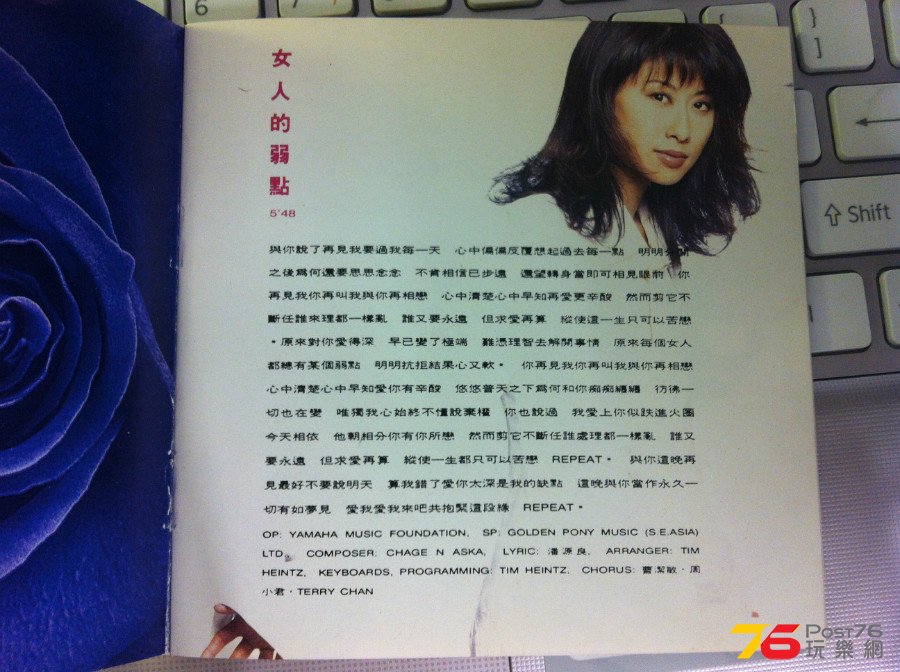 6
7
}
]
Shift
女人的弱點
5'48
與你說了再見我要過我每一天 心中偏偏反覆想起過去每一點 明明分開
之後為何還要思思念念 不肯相信已步遠 還望轉身當即可相見眼前 你
再見我你再叫我與你再相戀 心中清楚心中早知再愛更辛酸 然而剪它不
斷任誰來理都一樣亂 誰又要永遠 但求愛再算 縱使這一生只可以苦戀
。原來對你愛得深 早已變了極端 難憑理智去解開事情 原來每個女人
都總有某個弱點 明明抗拒結果心又軟。 你再見我你再叫我與你再相戀
心中清楚心中早知愛你有辛酸 悠悠普天之下為何和你痴痴纏纏 彷彿一
切也在變 唯獨我心始終不懂說棄權 你也說過 我愛上你似跌進火圈
今天相依 他朝相分你有你所戀 然而剪它不斷任誰處理都一樣亂 誰又
要永遠 但求愛再算 縱使一生都只可以苦戀 REPEAT。 與你這晚再
見最好不要說明天 算我錯了愛你太深是我的缺點 這晚與你當作永久一
切有如夢見 愛我愛我來吧共抱緊這段緣 REPEAT。
OP: YAMAHA MUSIC FOUNDATION, SP: GOLDEN PONY MUSIC (S.E.ASIA)
LTD, COMPOSER: CHAGE N ASKA, LYRIC: 潘源良, ARRANGER: TIM
HEINTZ, KEYBOARDS, PROGRAMMING: TIM HEINTZ, CHORUS: 曹潔敏・周
小君・TERRY CHAN
76 POST76
玩樂網